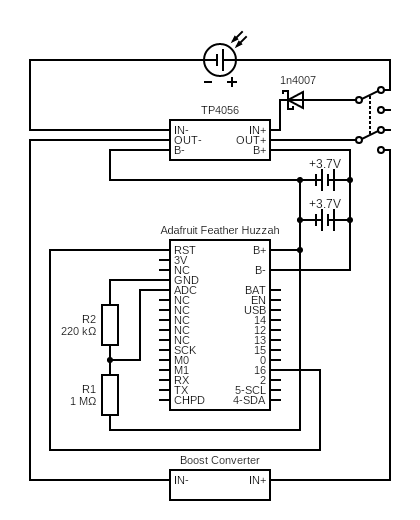 − +
1n4007
TP4056
IN- IN+
OUT- OUT+
B- B+
+3.7V
+3.7V
Adafruit Feather Huzzah
RST B+
3V
NC B-
GND
ADC BAT
NC EN
NC USB
NC 14
NC 12
NC 13
SCK 15
M0 0
M1 16
RX 2
TX 5-SCL
CHPD 4-SDA
R2
220 kΩ
R1
1 MΩ
Boost Converter
IN- IN+